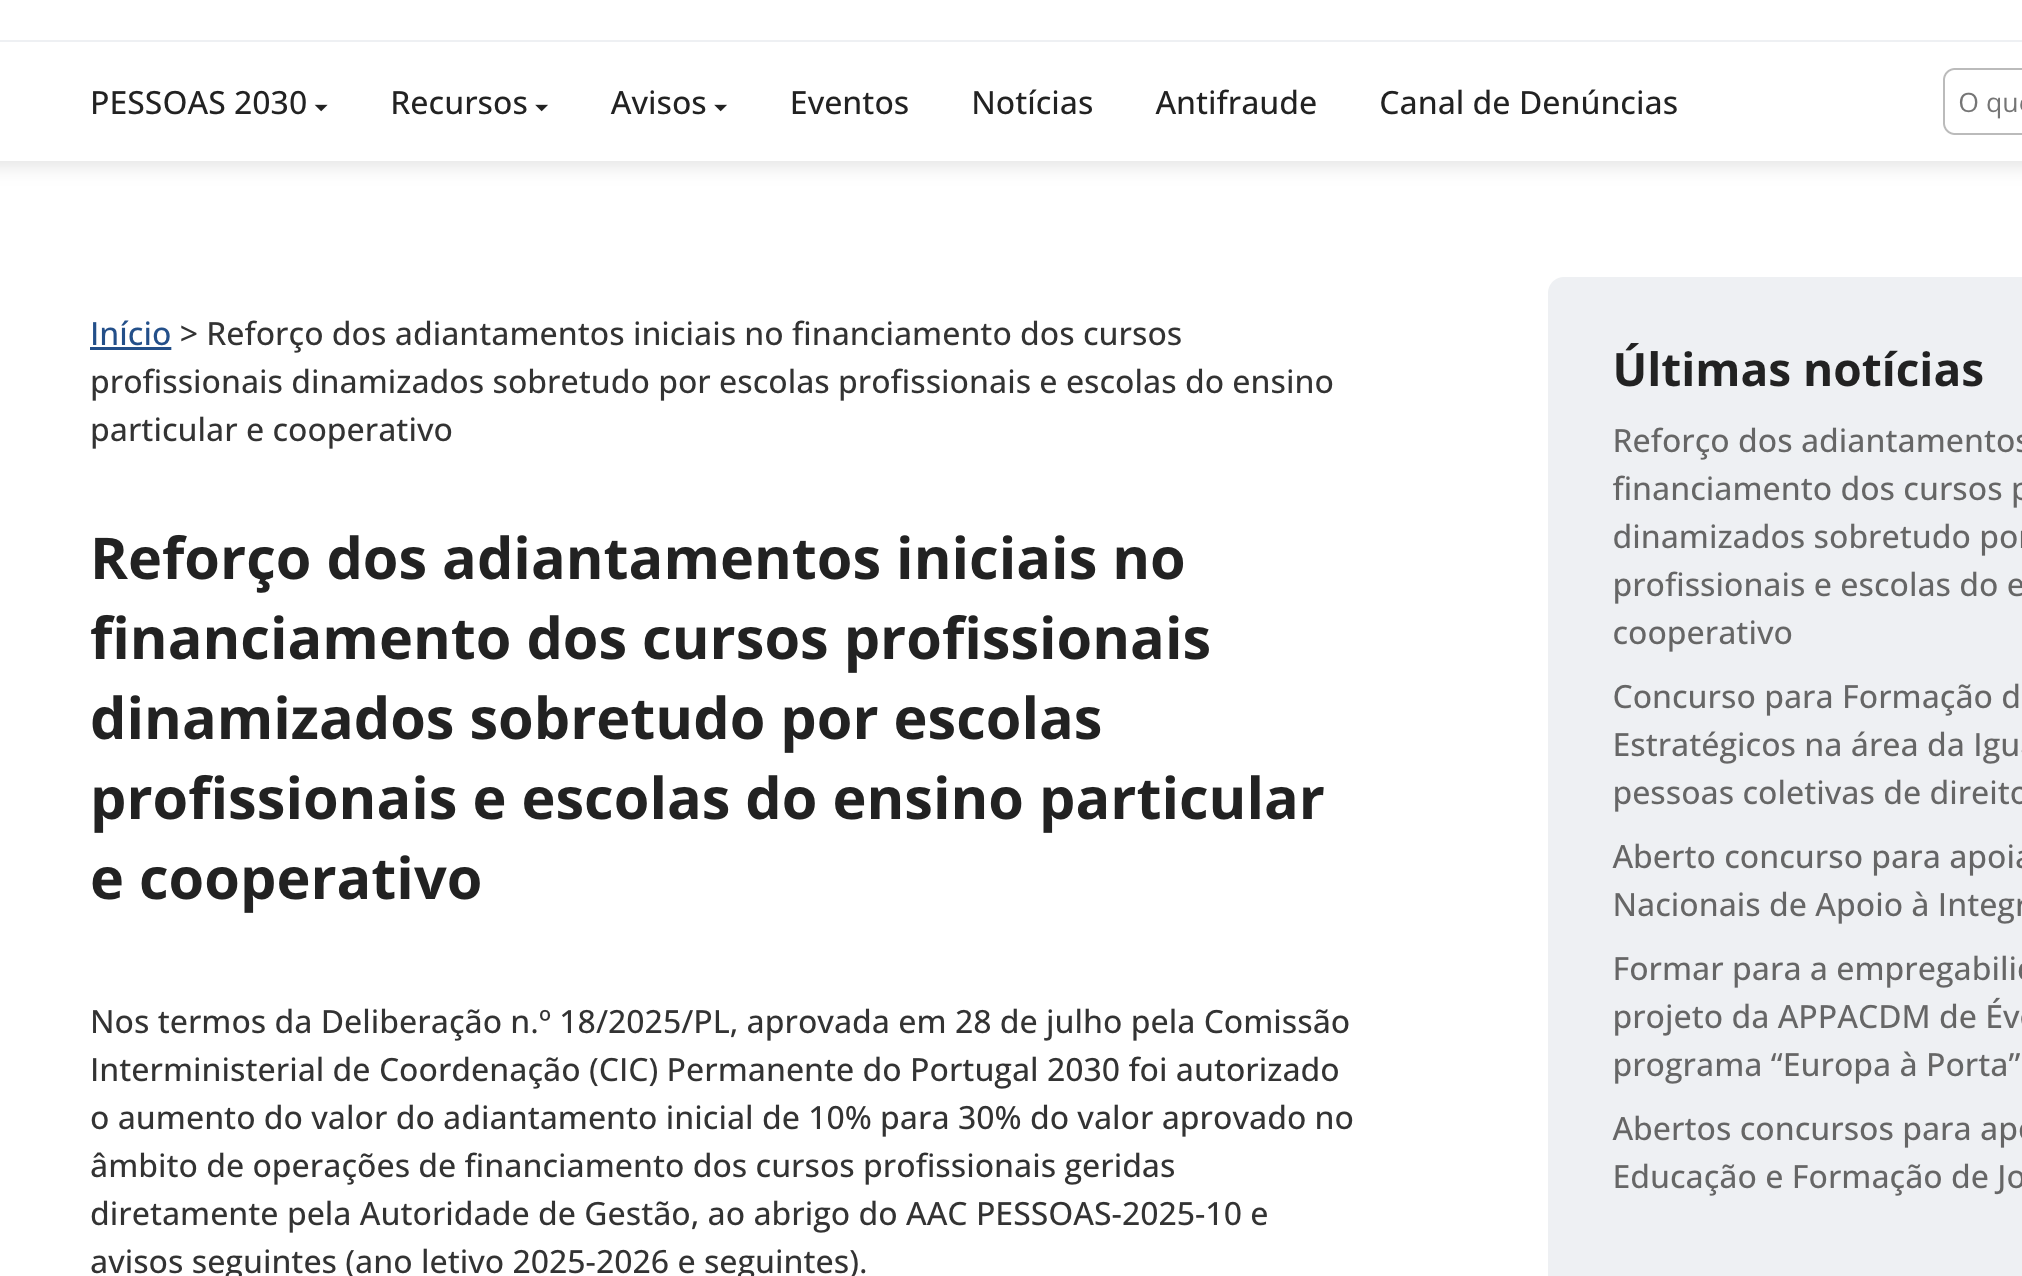 PESSOAS 2030 Recursos Avisos Eventos Notícias Antifraude Canal de Denúncias O
Início > Reforço dos adiantamentos iniciais no financiamento dos cursos
profissionais dinamizados sobretudo por escolas profissionais e escolas do ensino
particular e cooperativo
Reforço dos adiantamentos iniciais no
financiamento dos cursos profissionais
dinamizados sobretudo por escolas
profissionais e escolas do ensino particular
e cooperativo
Nos termos da Deliberação n.º 18/2025/PL, aprovada em 28 de julho pela Comissão
Interministerial de Coordenação (CIC) Permanente do Portugal 2030 foi autorizado
o aumento do valor do adiantamento inicial de 10% para 30% do valor aprovado no
âmbito de operações de financiamento dos cursos profissionais geridas
diretamente pela Autoridade de Gestão, ao abrigo do AAC PESSOAS-2025-10 e
avisos seguintes (ano letivo 2025-2026 e seguintes).
Últimas notícias
Reforço dos adiantamentos
financiamento dos cursos
dinamizados sobretudo
profissionais e escolas do
cooperativo
Concurso para Formação
Estratégicos na área da
pessoas coletivas de
Aberto concurso para
Nacionais de Apoio à
Formar para a
projeto da APPACDM de
programa “Europa à Porta”
Abertos concursos para
Educação e Formação de